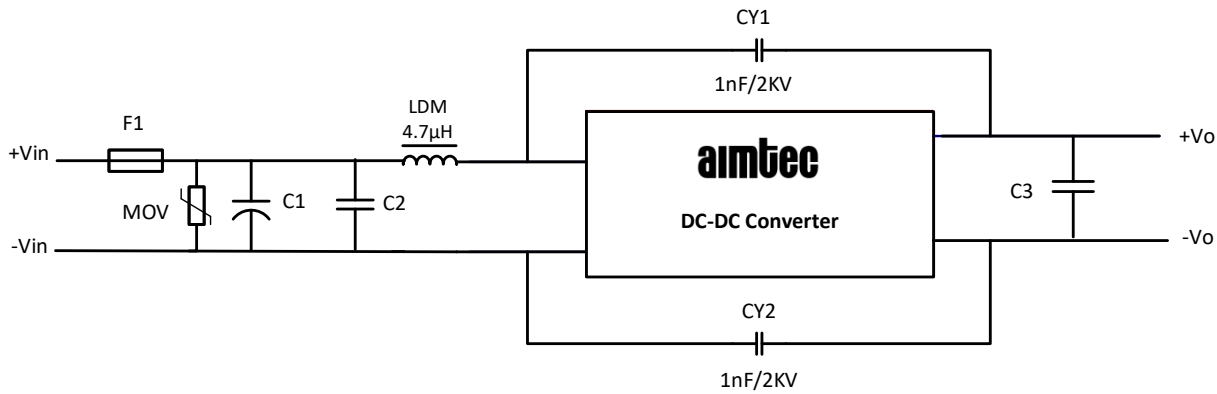 CY1
1nF/2KV
LDM
4.7µH
F1
+Vin
MOV
C1
C2
-Vin
aimtec
DC-DC Converter
+Vo
C3
-Vo
CY2
1nF/2KV